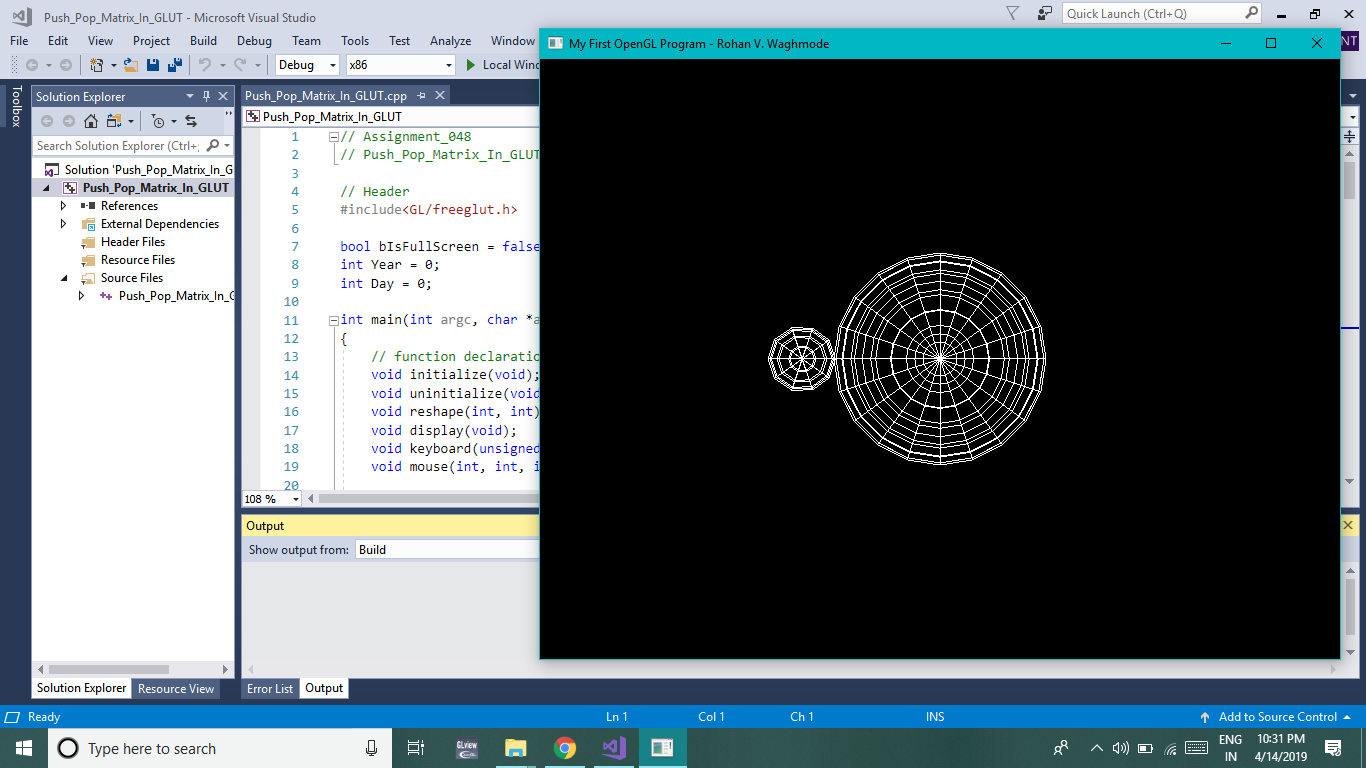 Push_Pop_Matrix_In_GLUT - Microsoft Visual Studio
Quick Launch (Ctrl+Q)
File Edit View Project Build Debug Team Tools Test Analyze Window
NT
Debug x86 Local Wind
My First OpenGL Program - Rohan V. Waghmode
Toolbox
Solution Explorer
Search Solution Explorer (Ctrl+;
Solution 'Push_Pop_Matrix_In_G
Push_Pop_Matrix_In_GLUT
References
External Dependencies
Header Files
Resource Files
Source Files
Push_Pop_Matrix_In_G
Push_Pop_Matrix_In_GLUT.cpp
Push_Pop_Matrix_In_GLUT
1 // Assignment_048
2 // Push_Pop_Matrix_In_GLUT
3
4 // Header
5 #include<GL/freeglut.h>
6
7 bool bIsFullScreen = false
8 int Year = 0;
9 int Day = 0;
10
11 int main(int argc, char *a
12 {
13 // function declaratio
14 void initialize(void);
15 void uninitialize(void
16 void reshape(int, int)
17 void display(void);
18 void keyboard(unsigned
19 void mouse(int, int, i
20
108 %
Output
Show output from: Build
Solution Explorer Resource View
Error List Output
Ready Ln 1 Col 1 Ch 1 INS Add to Source Control
Type here to search
GLview
ENG
IN
10:31 PM
4/14/2019